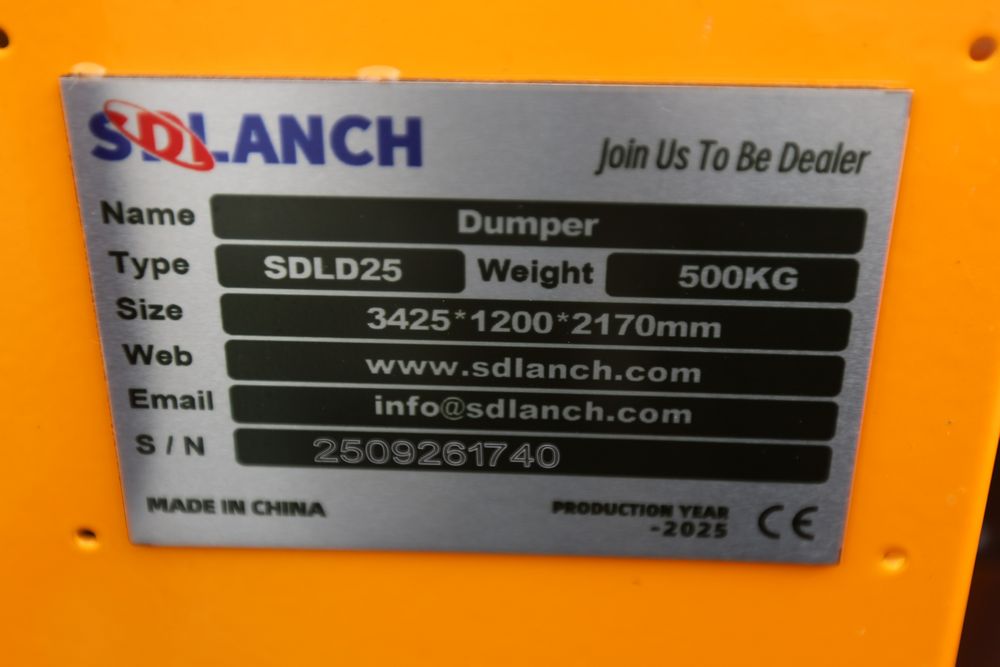 SDLANCH
Join Us To Be Dealer
Name Dumper
Type SDLD25 Weight 500KG
Size 3425*1200*2170mm
Web www.sdlanch.com
Email info@sdlanch.com
S / N 2509261740
MADE IN CHINA
PRODUCTION YEAR
-2025
CE